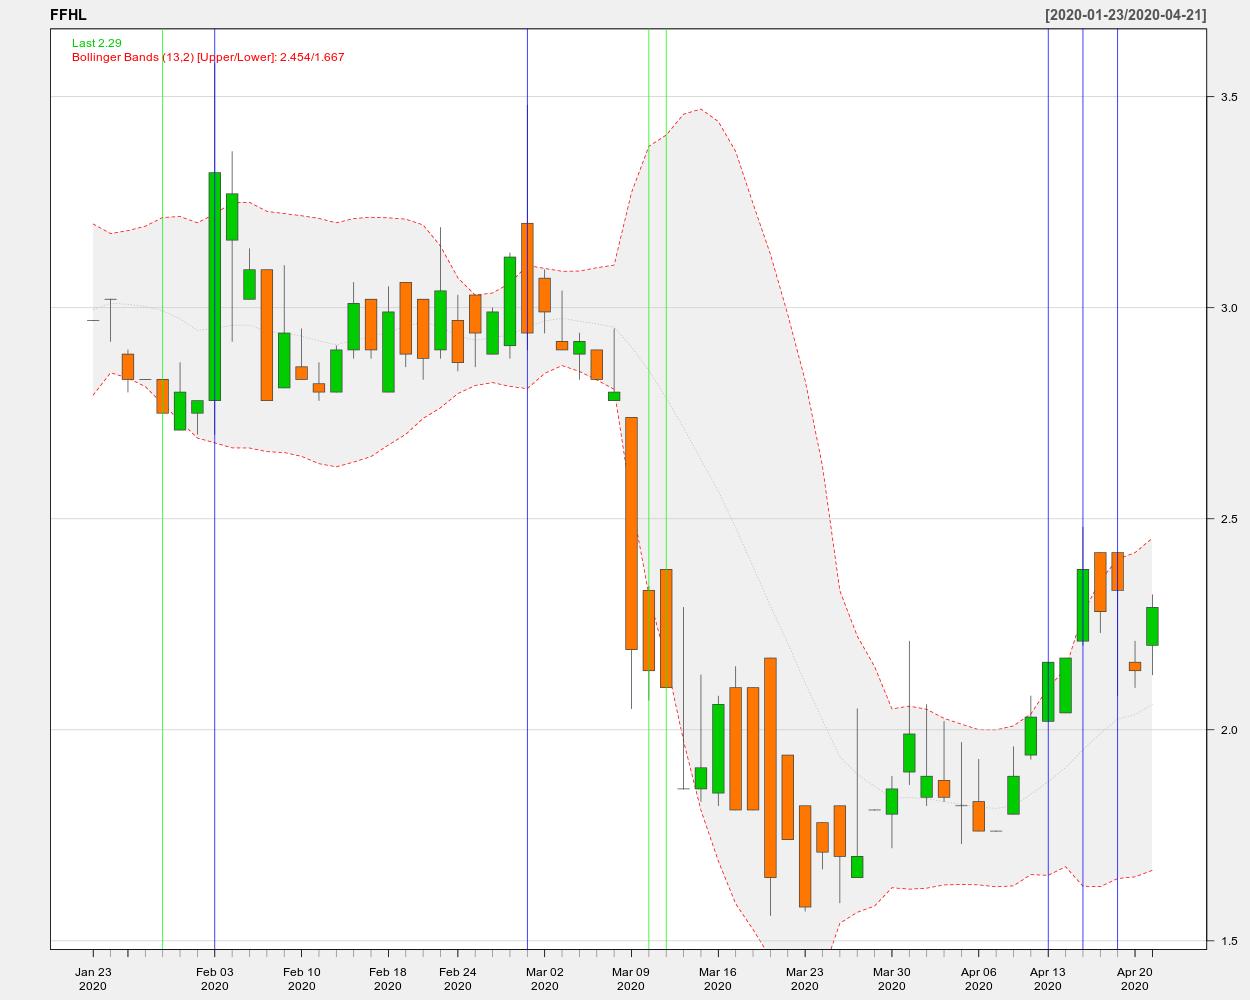 FFHL
[2020-01-23/2020-04-21]
Last 2.29
Bollinger Bands (13,2) [Upper/Lower]: 2.454/1.667
3.5
3.0
2.5
2.0
1.5
Jan 23 Feb 03 Feb 10 Feb 18 Feb 24 Mar 02 Mar 09 Mar 16 Mar 23 Mar 30 Apr 06 Apr 13 Apr 20
2020 2020 2020 2020 2020 2020 2020 2020 2020 2020 2020 2020 2020